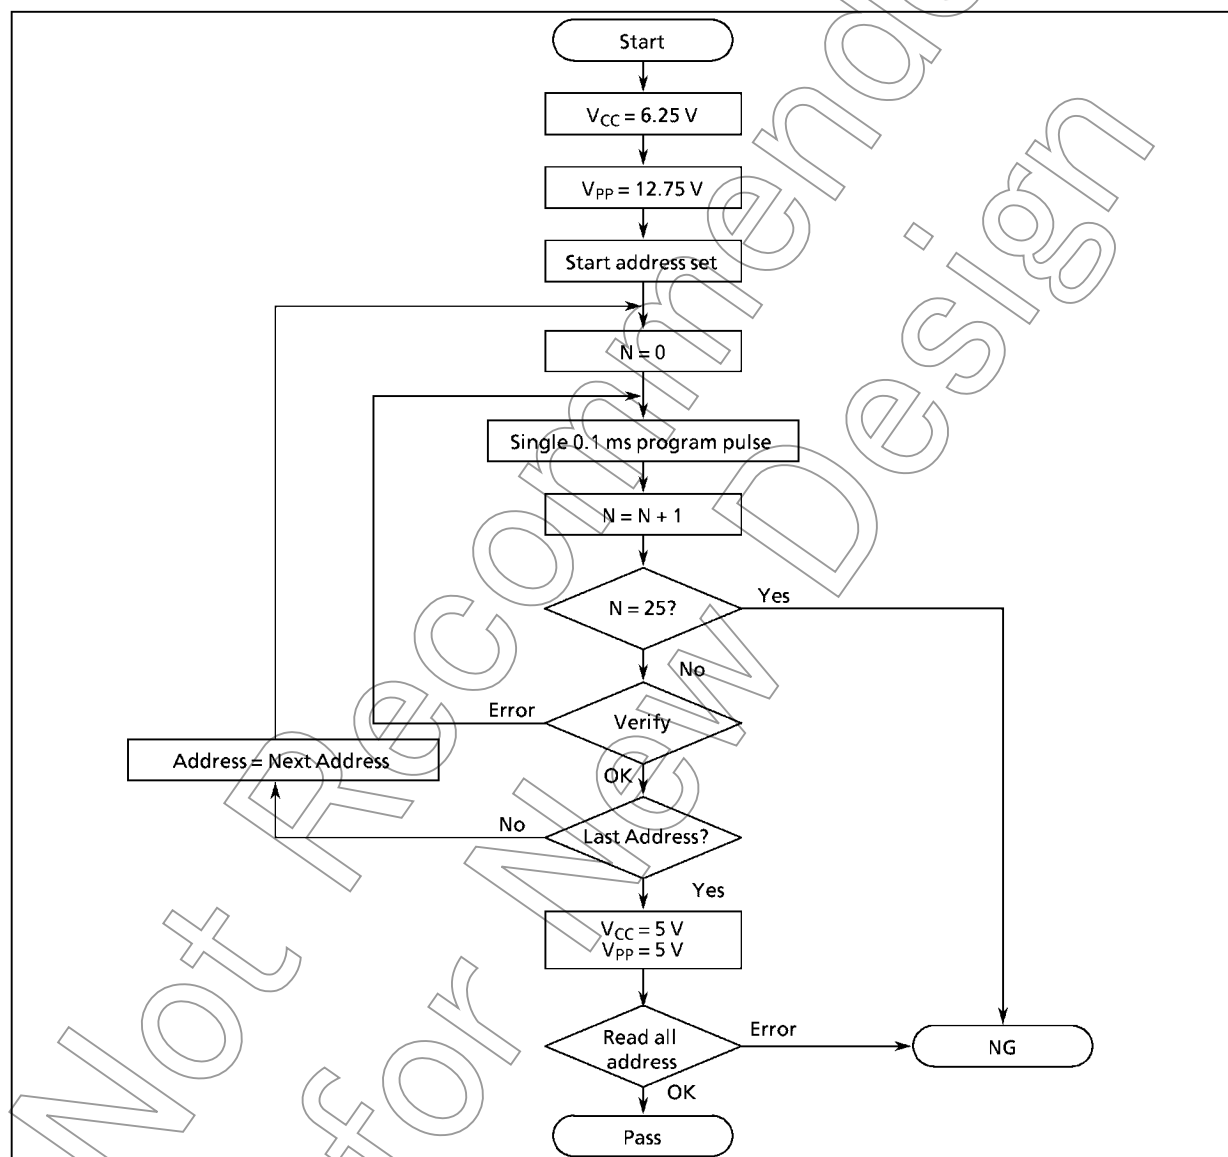 Start
VCC = 6.25 V
VPP = 12.75 V
Start address set
N = 0
Single 0.1 ms program pulse
N = N + 1
N = 25?
Yes
No
Verify
Error
OK
Address = Next Address
Last Address?
No
Yes
VCC = 5 V
VPP = 5 V
Read all
address
Error
NG
OK
Pass
Not Recommended
for New Design